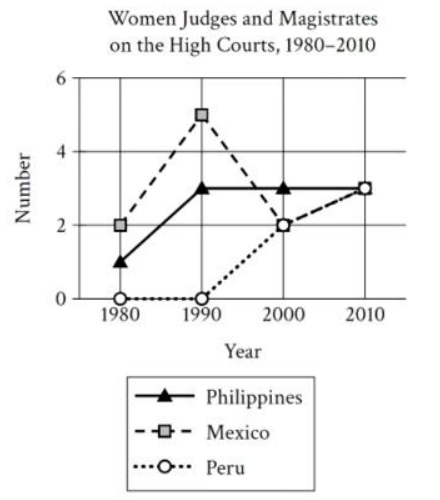 Women Judges and Magistrates
on the High Courts, 1980–2010
6
4
2
0
Number
1980 1990 2000 2010
Year
Philippines
Mexico
Peru